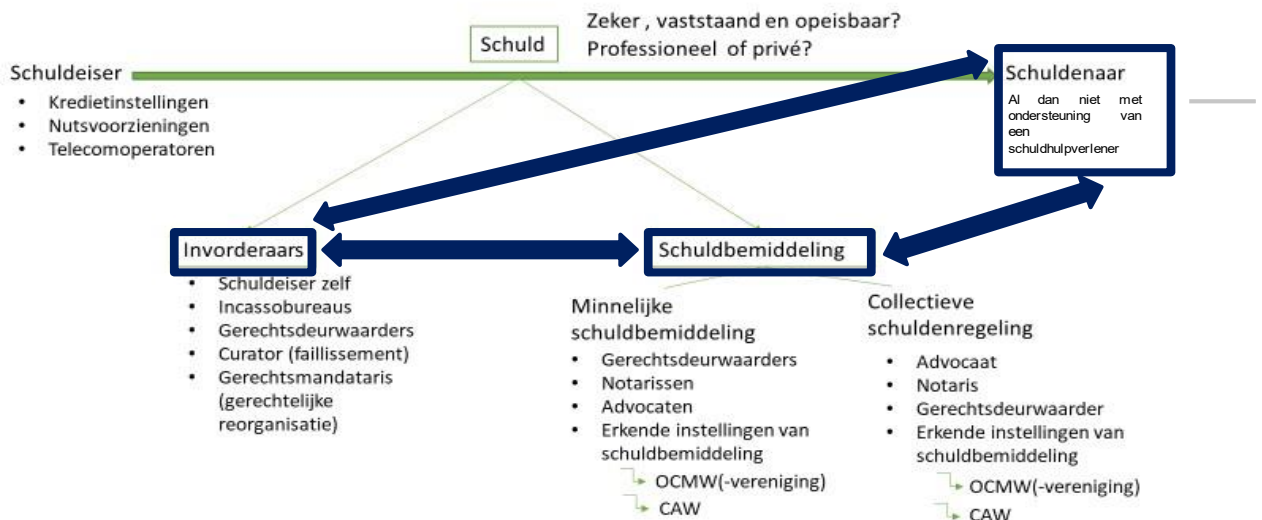 Zeker , vaststaand en opeisbaar?
Professioneel of privé?
Schuld
Schuldeiser
• Kredietinstellingen
• Nutsvoorzieningen
• Telecomoperatoren
Schuldenaar
Al dan niet met
ondersteuning van
een
schuldhulpverlener
Invorderaars
• Schuldeiser zelf
• Incassobureaus
• Gerechtsdeurwaarders
• Curator (faillissement)
• Gerechtsmandataris
(gerechtelijke
reorganisatie)
Schuldbemiddeling
Minnelijke
schuldbemiddeling
• Gerechtsdeurwaarders
• Notarissen
• Advocaten
• Erkende instellingen van
schuldbemiddeling
OCMW(-vereniging)
CAW
Collectieve
schuldenregeling
• Advocaat
• Notaris
• Gerechtsdeurwaarder
• Erkende instellingen van
schuldbemiddeling
OCMW(-vereniging)
CAW